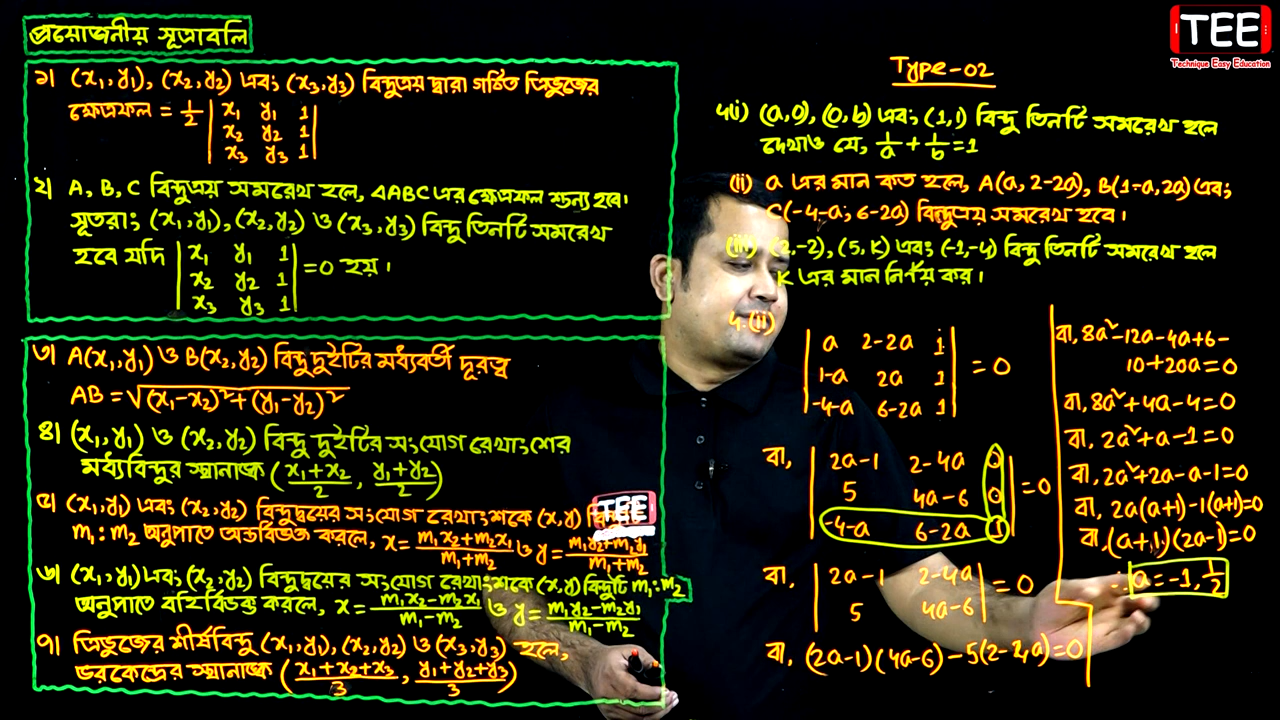 প্রয়োজনীয় সূত্রাবলি
TEE
Technique Easy Education
১। (x₁, y₁), (x₂, y₂) এবং (x₃, y₃) বিন্দুত্রয় দ্বারা গঠিত ত্রিভুজের
ক্ষেত্রফল = 1/2 | x₁ y₁ 1 |
| x₂ y₂ 1 |
| x₃ y₃ 1 |
২। A, B, C বিন্দুত্রয় সমরেখ হলে, ΔABC এর ক্ষেত্রফল শূন্য হবে।
সুতরাং (x₁, y₁), (x₂, y₂) ও (x₃, y₃) বিন্দু তিনটি সমরেখ
হবে যদি | x₁ y₁ 1 |
| x₂ y₂ 1 | = 0 হয়।
| x₃ y₃ 1 |
৩। A(x₁, y₁) ও B(x₂, y₂) বিন্দু দুইটির মধ্যবর্তী দূরত্ব
AB = √(x₁-x₂)²+(y₁-y₂)²
৪। (x₁, y₁) ও (x₂, y₂) বিন্দু দুইটির সংযোগ রেখাংশের
মধ্যবিন্দুর স্থানাঙ্ক ((x₁+x₂)/2, (y₁+y₂)/2)
৫। (x₁, y₁) এবং (x₂, y₂) বিন্দুদ্বয়ের সংযোগ রেখাংশকে (x, y)
TEE
m₁ : m₂ অনুপাতে অন্তর্বিভক্ত করলে, x = (m₁x₂+m₂x₁)/(m₁+m₂) ও y = (m₁y₂+m₂y₁)/(m₁+m₂)
৬। (x₁, y₁) এবং (x₂, y₂) বিন্দুদ্বয়ের সংযোগ রেখাংশকে (x, y) বিন্দুটি m₁ : m₂
অনুপাতে বহির্বিভক্ত করলে, x = (m₁x₂-m₂x₁)/(m₁-m₂) ও y = (m₁y₂-m₂y₁)/(m₁-m₂)
৭। ত্রিভুজের শীর্ষবিন্দু (x₁, y₁), (x₂, y₂) ও (x₃, y₃) হলে,
ভরকেন্দ্রের স্থানাঙ্ক ((x₁+x₂+x₃)/3, (y₁+y₂+y₃)/3)
Type-02
৭(i) (a, 0), (0, b) এবং (1, 1) বিন্দু তিনটি সমরেখ হলে
দেখাও যে, 1/a + 1/b = 1
(ii) a এর মান কত হলে, A(a, 2-2a), B(1-a, 2a) এবং
C(-4-a, 6-2a) বিন্দুত্রয় সমরেখ হবে।
(iii) (2, -2), (5, K) এবং (-1, -4) বিন্দু তিনটি সমরেখ হলে
K এর মান নির্ণয় কর।
৭.(ii)
| a 2-2a 1 |
| 1-a 2a 1 | = 0
| -4-a 6-2a 1 |
বা, | 2a-1 2-4a 0 |
| 5 4a-6 0 | = 0
| -4-a 6-2a 1 |
বা, | 2a-1 2-4a | = 0
| 5 4a-6 |
বা, (2a-1)(4a-6)-5(2-4a)=0
বা, 8a²-12a-4a+6-
10+20a=0
বা, 8a²+4a-4=0
বা, 2a²+a-1=0
বা, 2a²+2a-a-1=0
বা, 2a(a+1)-1(a+1)=0
বা, (a+1)(2a-1)=0
∴ a=-1, 1/2